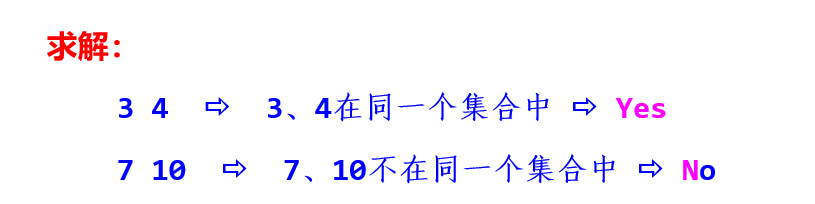 求解：
3 4 ⇨ 3、4在同一个集合中 ⇨ Yes
7 10 ⇨ 7、10不在同一个集合中 ⇨ No